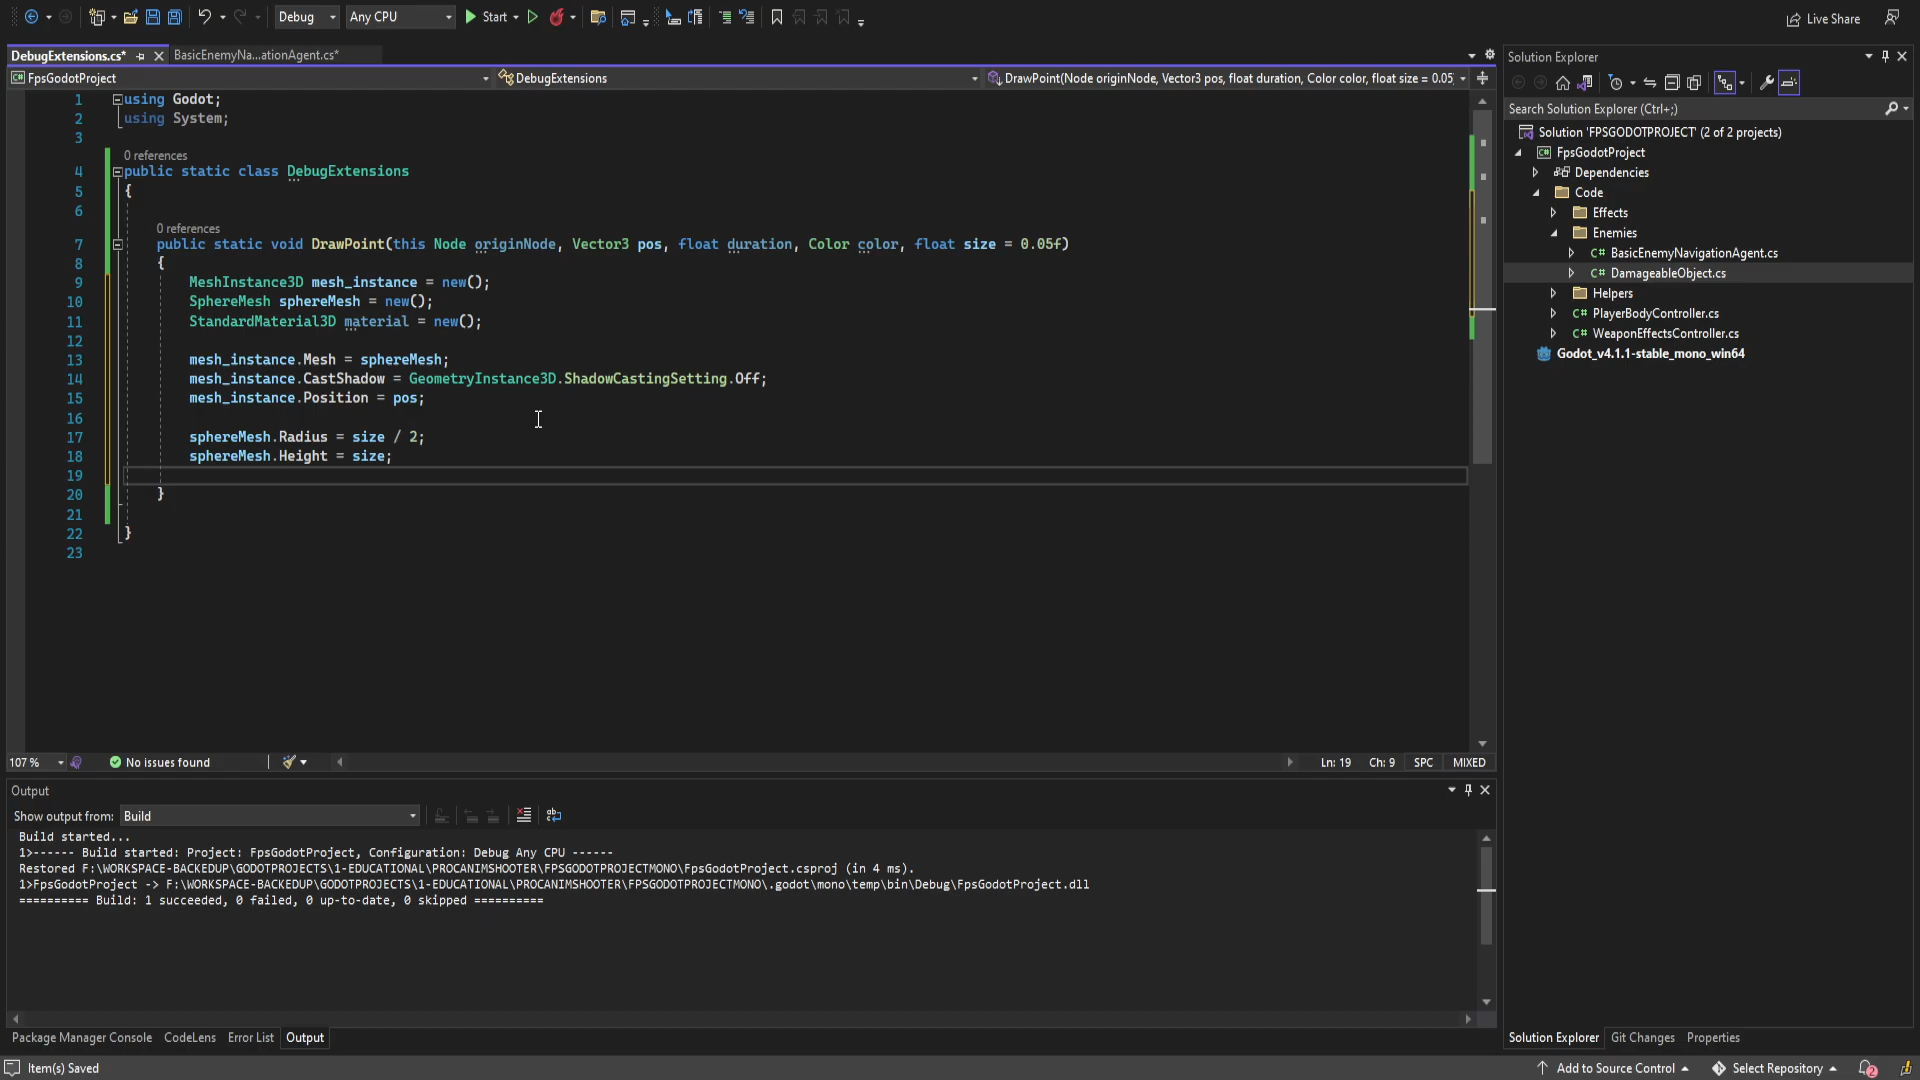 Debug
Any CPU
Start
Live Share
DebugExtensions.cs*
BasicEnemyNa...ationAgent.cs*
FpsGodotProject
DebugExtensions
DrawPoint(Node originNode, Vector3 pos, float duration, Color color, float size = 0.05
1 using Godot;
2 using System;
3
0 references
4 public static class DebugExtensions
5 {
6
0 references
7 public static void DrawPoint(this Node originNode, Vector3 pos, float duration, Color color, float size = 0.05f)
8 {
9 MeshInstance3D mesh_instance = new();
10 SphereMesh sphereMesh = new();
11 StandardMaterial3D material = new();
12
13 mesh_instance.Mesh = sphereMesh;
14 mesh_instance.CastShadow = GeometryInstance3D.ShadowCastingSetting.Off;
15 mesh_instance.Position = pos;
16
17 sphereMesh.Radius = size / 2;
18 sphereMesh.Height = size;
19
20 }
21
22 }
23
107 %
No issues found
Ln: 19
Ch: 9
SPC
MIXED
Output
Show output from:
Build
Build started...
1>------ Build started: Project: FpsGodotProject, Configuration: Debug Any CPU ------
Restored F:\WORKSPACE-BACKEDUP\GODOTPROJECTS\1-EDUCATIONAL\PROCANIMSHOOTER\FPSGODOTPROJECTMONO\FpsGodotProject.csproj (in 4 ms).
1>FpsGodotProject -> F:\WORKSPACE-BACKEDUP\GODOTPROJECTS\1-EDUCATIONAL\PROCANIMSHOOTER\FPSGODOTPROJECTMONO\.godot\mono\temp\bin\Debug\FpsGodotProject.dll
========== Build: 1 succeeded, 0 failed, 0 up-to-date, 0 skipped ==========
Package Manager Console
CodeLens
Error List
Output
Item(s) Saved
Solution Explorer
Search Solution Explorer (Ctrl+;)
Solution 'FPSGODOTPROJECT' (2 of 2 projects)
C# FpsGodotProject
Dependencies
Code
Effects
Enemies
C# BasicEnemyNavigationAgent.cs
C# DamageableObject.cs
Helpers
C# PlayerBodyController.cs
C# WeaponEffectsController.cs
Godot_v4.1.1-stable_mono_win64
Solution Explorer
Git Changes
Properties
Add to Source Control
Select Repository
2